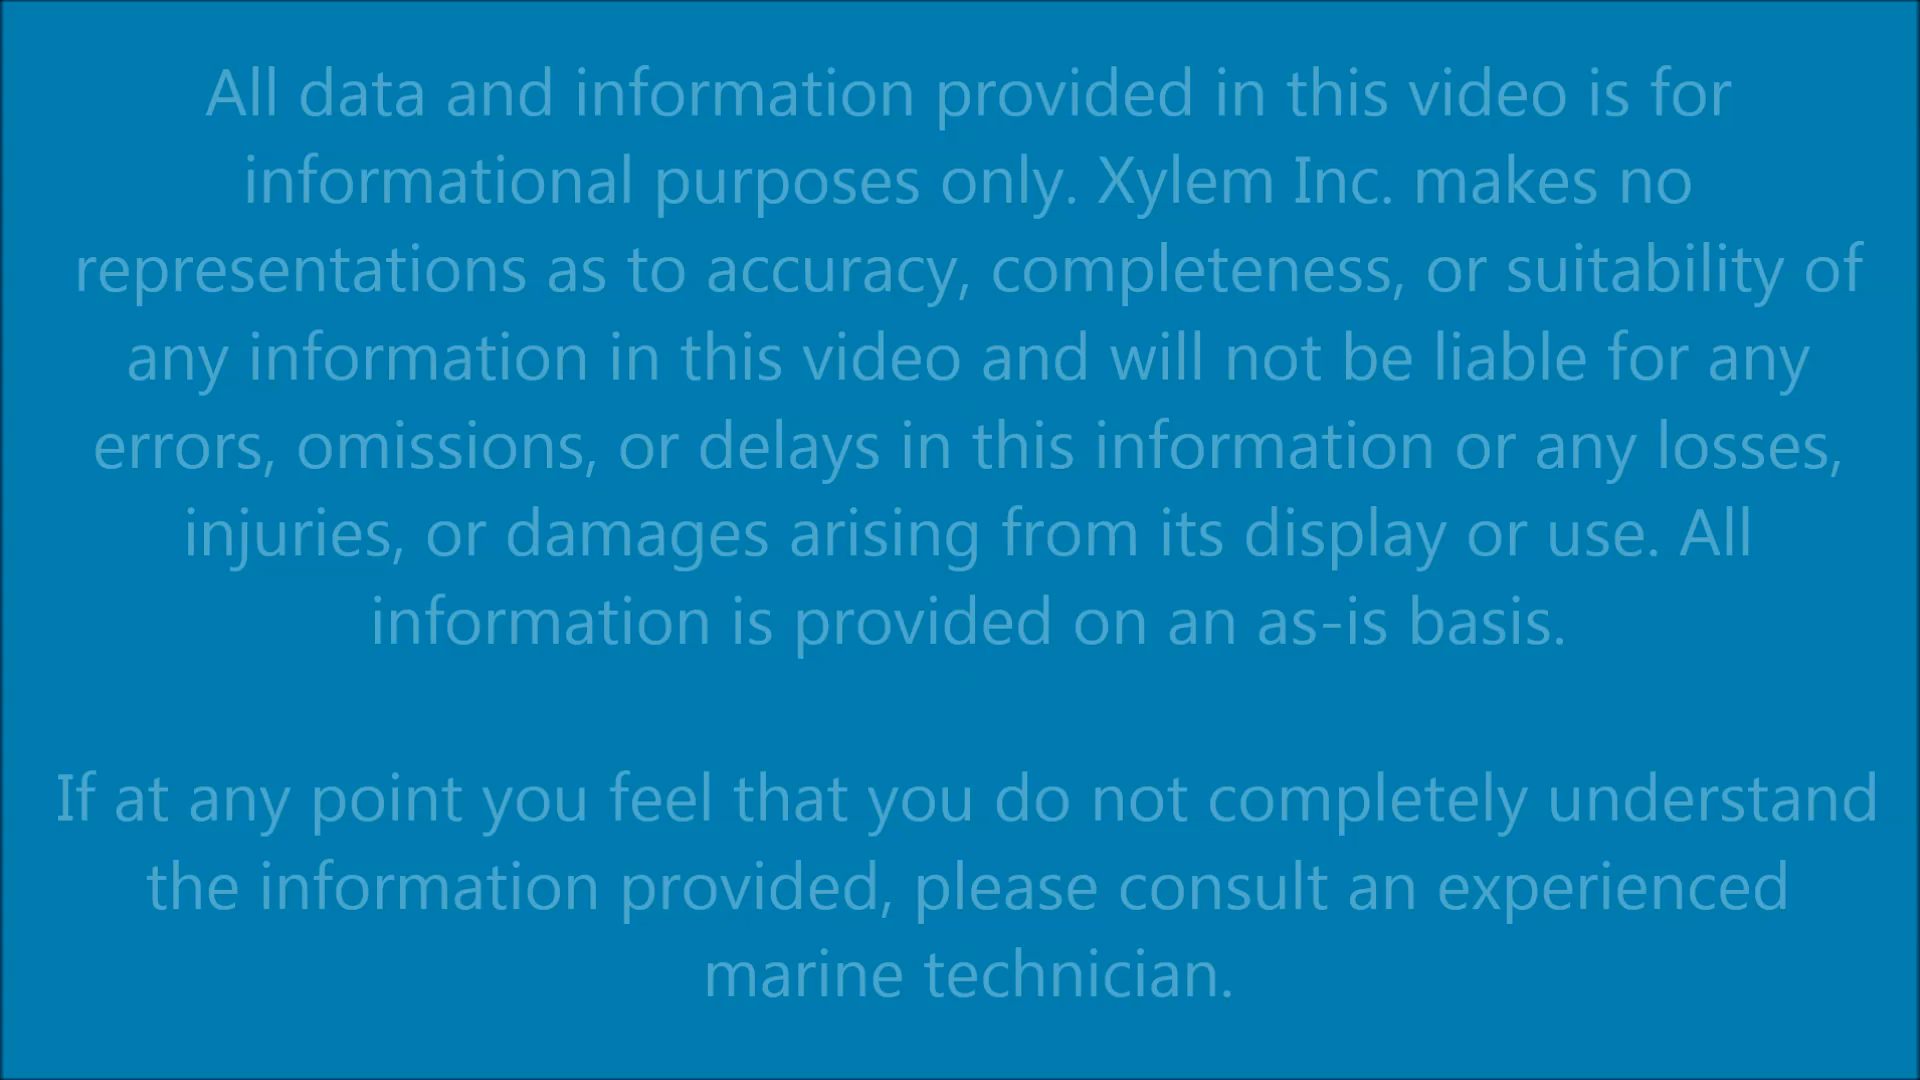 All data and information provided in this video is for
informational purposes only. Xylem Inc. makes no
representations as to accuracy, completeness, or suitability of
any information in this video and will not be liable for any
errors, omissions, or delays in this information or any losses,
injuries, or damages arising from its display or use. All
information is provided on an as-is basis.
If at any point you feel that you do not completely understand
the information provided, please consult an experienced
marine technician.